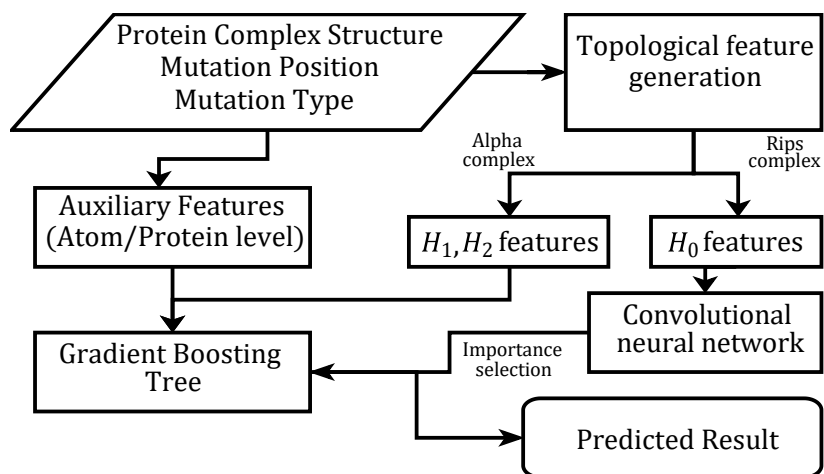 Protein Complex Structure
Mutation Position
Mutation Type
Topological feature
generation
Alpha
complex
Rips
complex
Auxiliary Features
(Atom/Protein level)
H₁, H₂ features
H₀ features
Convolutional
neural network
Gradient Boosting
Tree
Importance
selection
Predicted Result